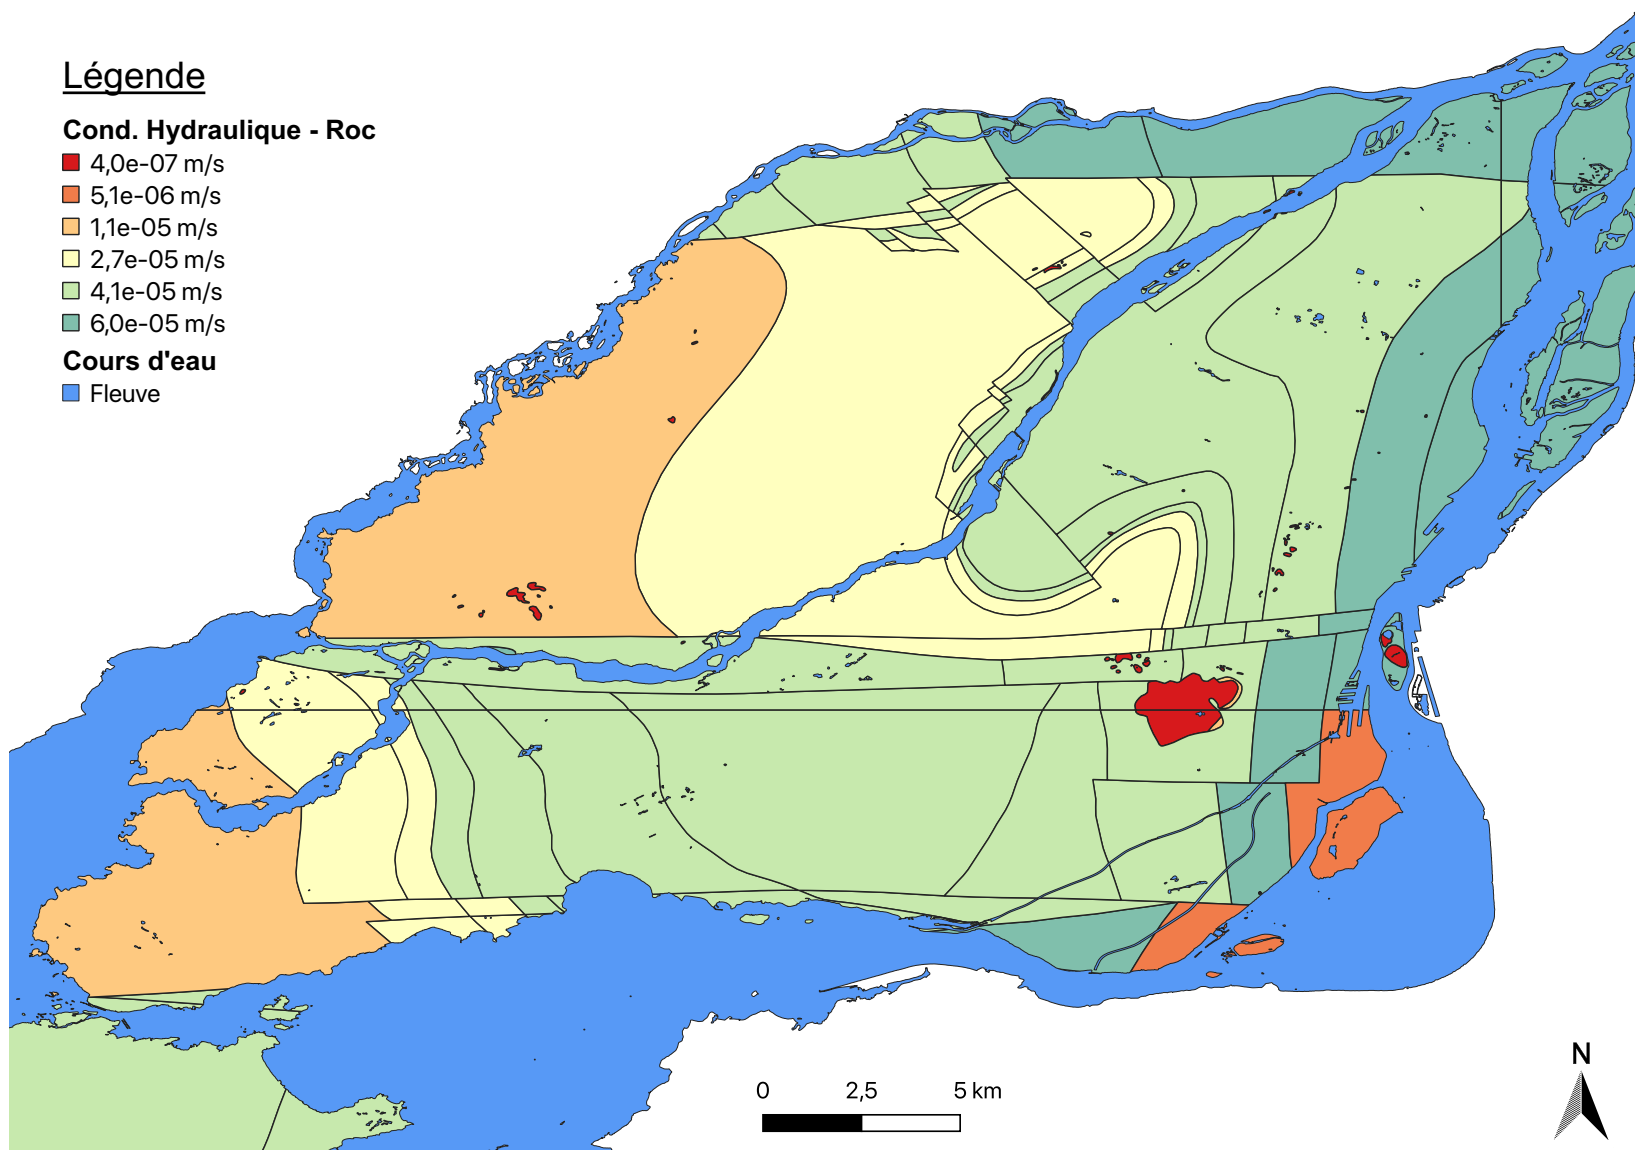 Légende
Cond. Hydraulique - Roc
4,0e-07 m/s
5,1e-06 m/s
1,1e-05 m/s
2,7e-05 m/s
4,1e-05 m/s
6,0e-05 m/s
Cours d'eau
Fleuve
N
0 2,5 5 km